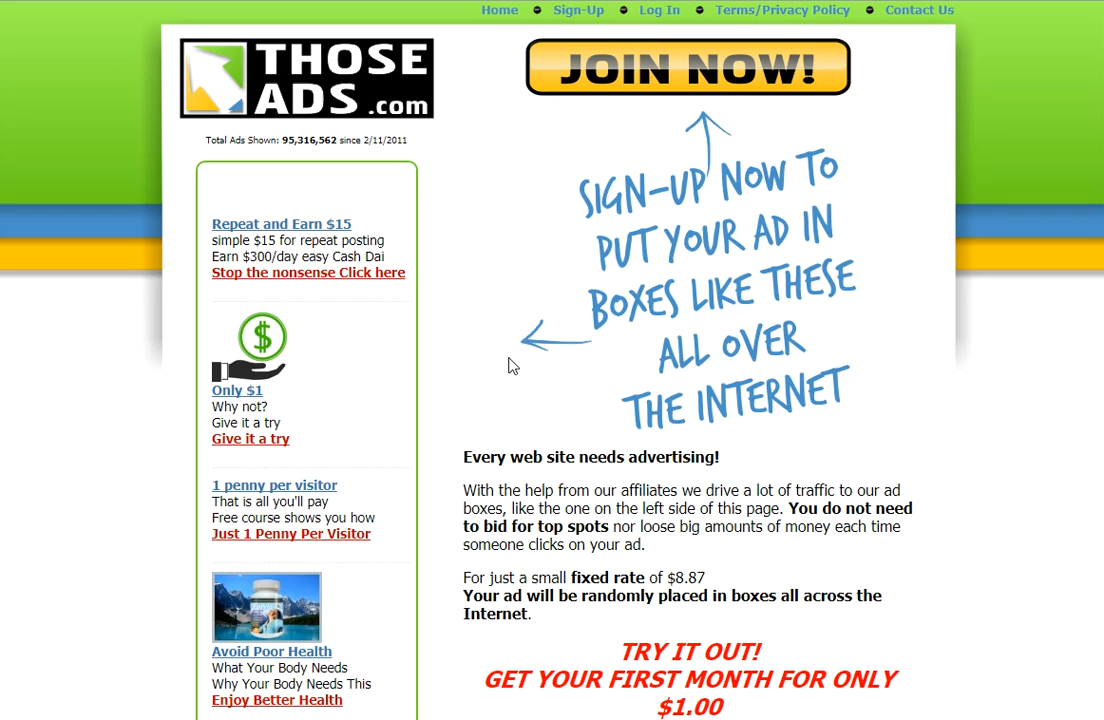 Home Sign-Up Log In Terms/Privacy Policy Contact Us
THOSE
ADS .com
Total Ads Shown: 95,316,562 since 2/11/2011
Repeat and Earn $15
simple $15 for repeat posting
Earn $300/day easy Cash Dai
Stop the nonsense Click here
$
Only $1
Why not?
Give it a try
Give it a try
1 penny per visitor
That is all you'll pay
Free course shows you how
Just 1 Penny Per Visitor
Avoid Poor Health
What Your Body Needs
Why Your Body Needs This
Enjoy Better Health
JOIN NOW!
SIGN-UP NOW TO
PUT YOUR AD IN
BOXES LIKE THESE
ALL OVER
THE INTERNET
Every web site needs advertising!
With the help from our affiliates we drive a lot of traffic to our ad
boxes, like the one on the left side of this page. You do not need
to bid for top spots nor loose big amounts of money each time
someone clicks on your ad.
For just a small fixed rate of $8.87
Your ad will be randomly placed in boxes all across the
Internet.
TRY IT OUT!
GET YOUR FIRST MONTH FOR ONLY
$1.00